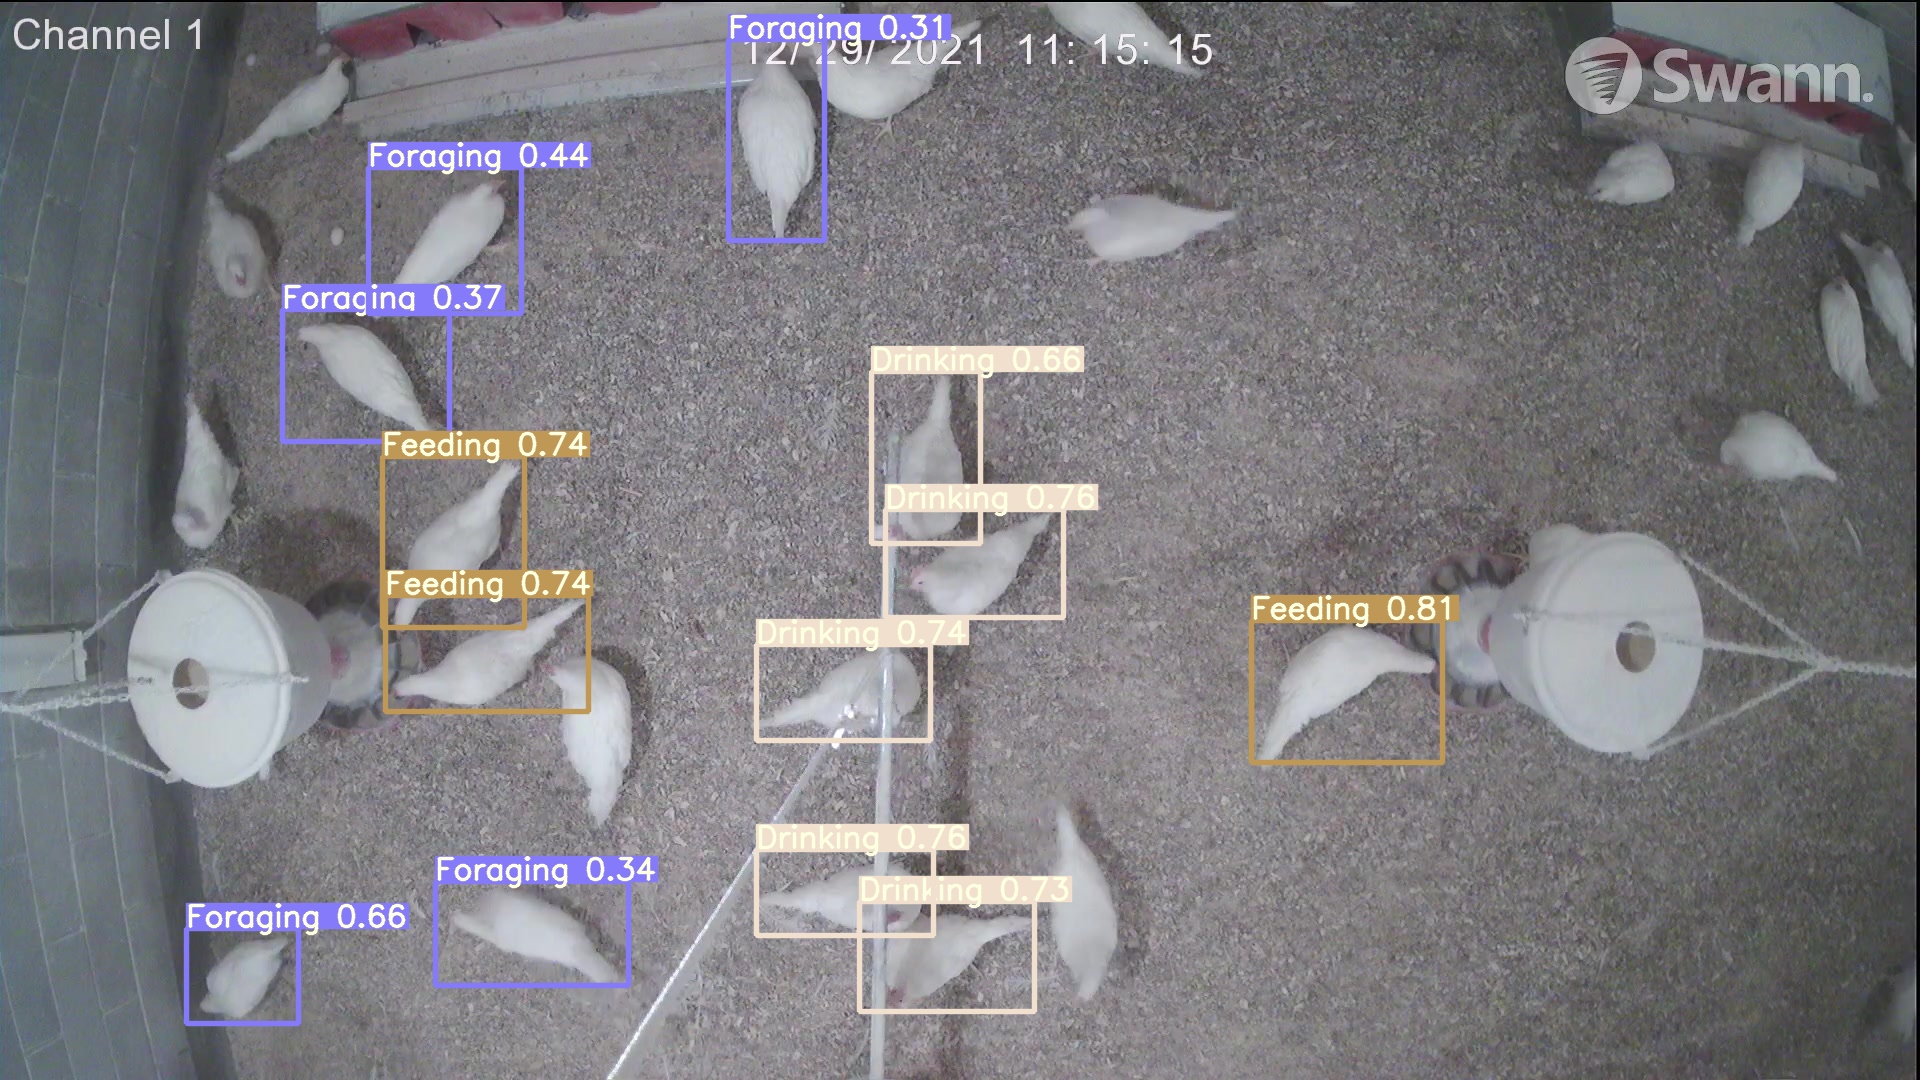 Channel 1
Foraging 0.31
12/29/2021 11:15:15
Swann.
Foraging 0.44
Foraging 0.37
Drinking 0.66
Feeding 0.74
Drinking 0.76
Feeding 0.74
Feeding 0.81
Drinking 0.74
Drinking 0.76
Foraging 0.34
Drinking 0.73
Foraging 0.66